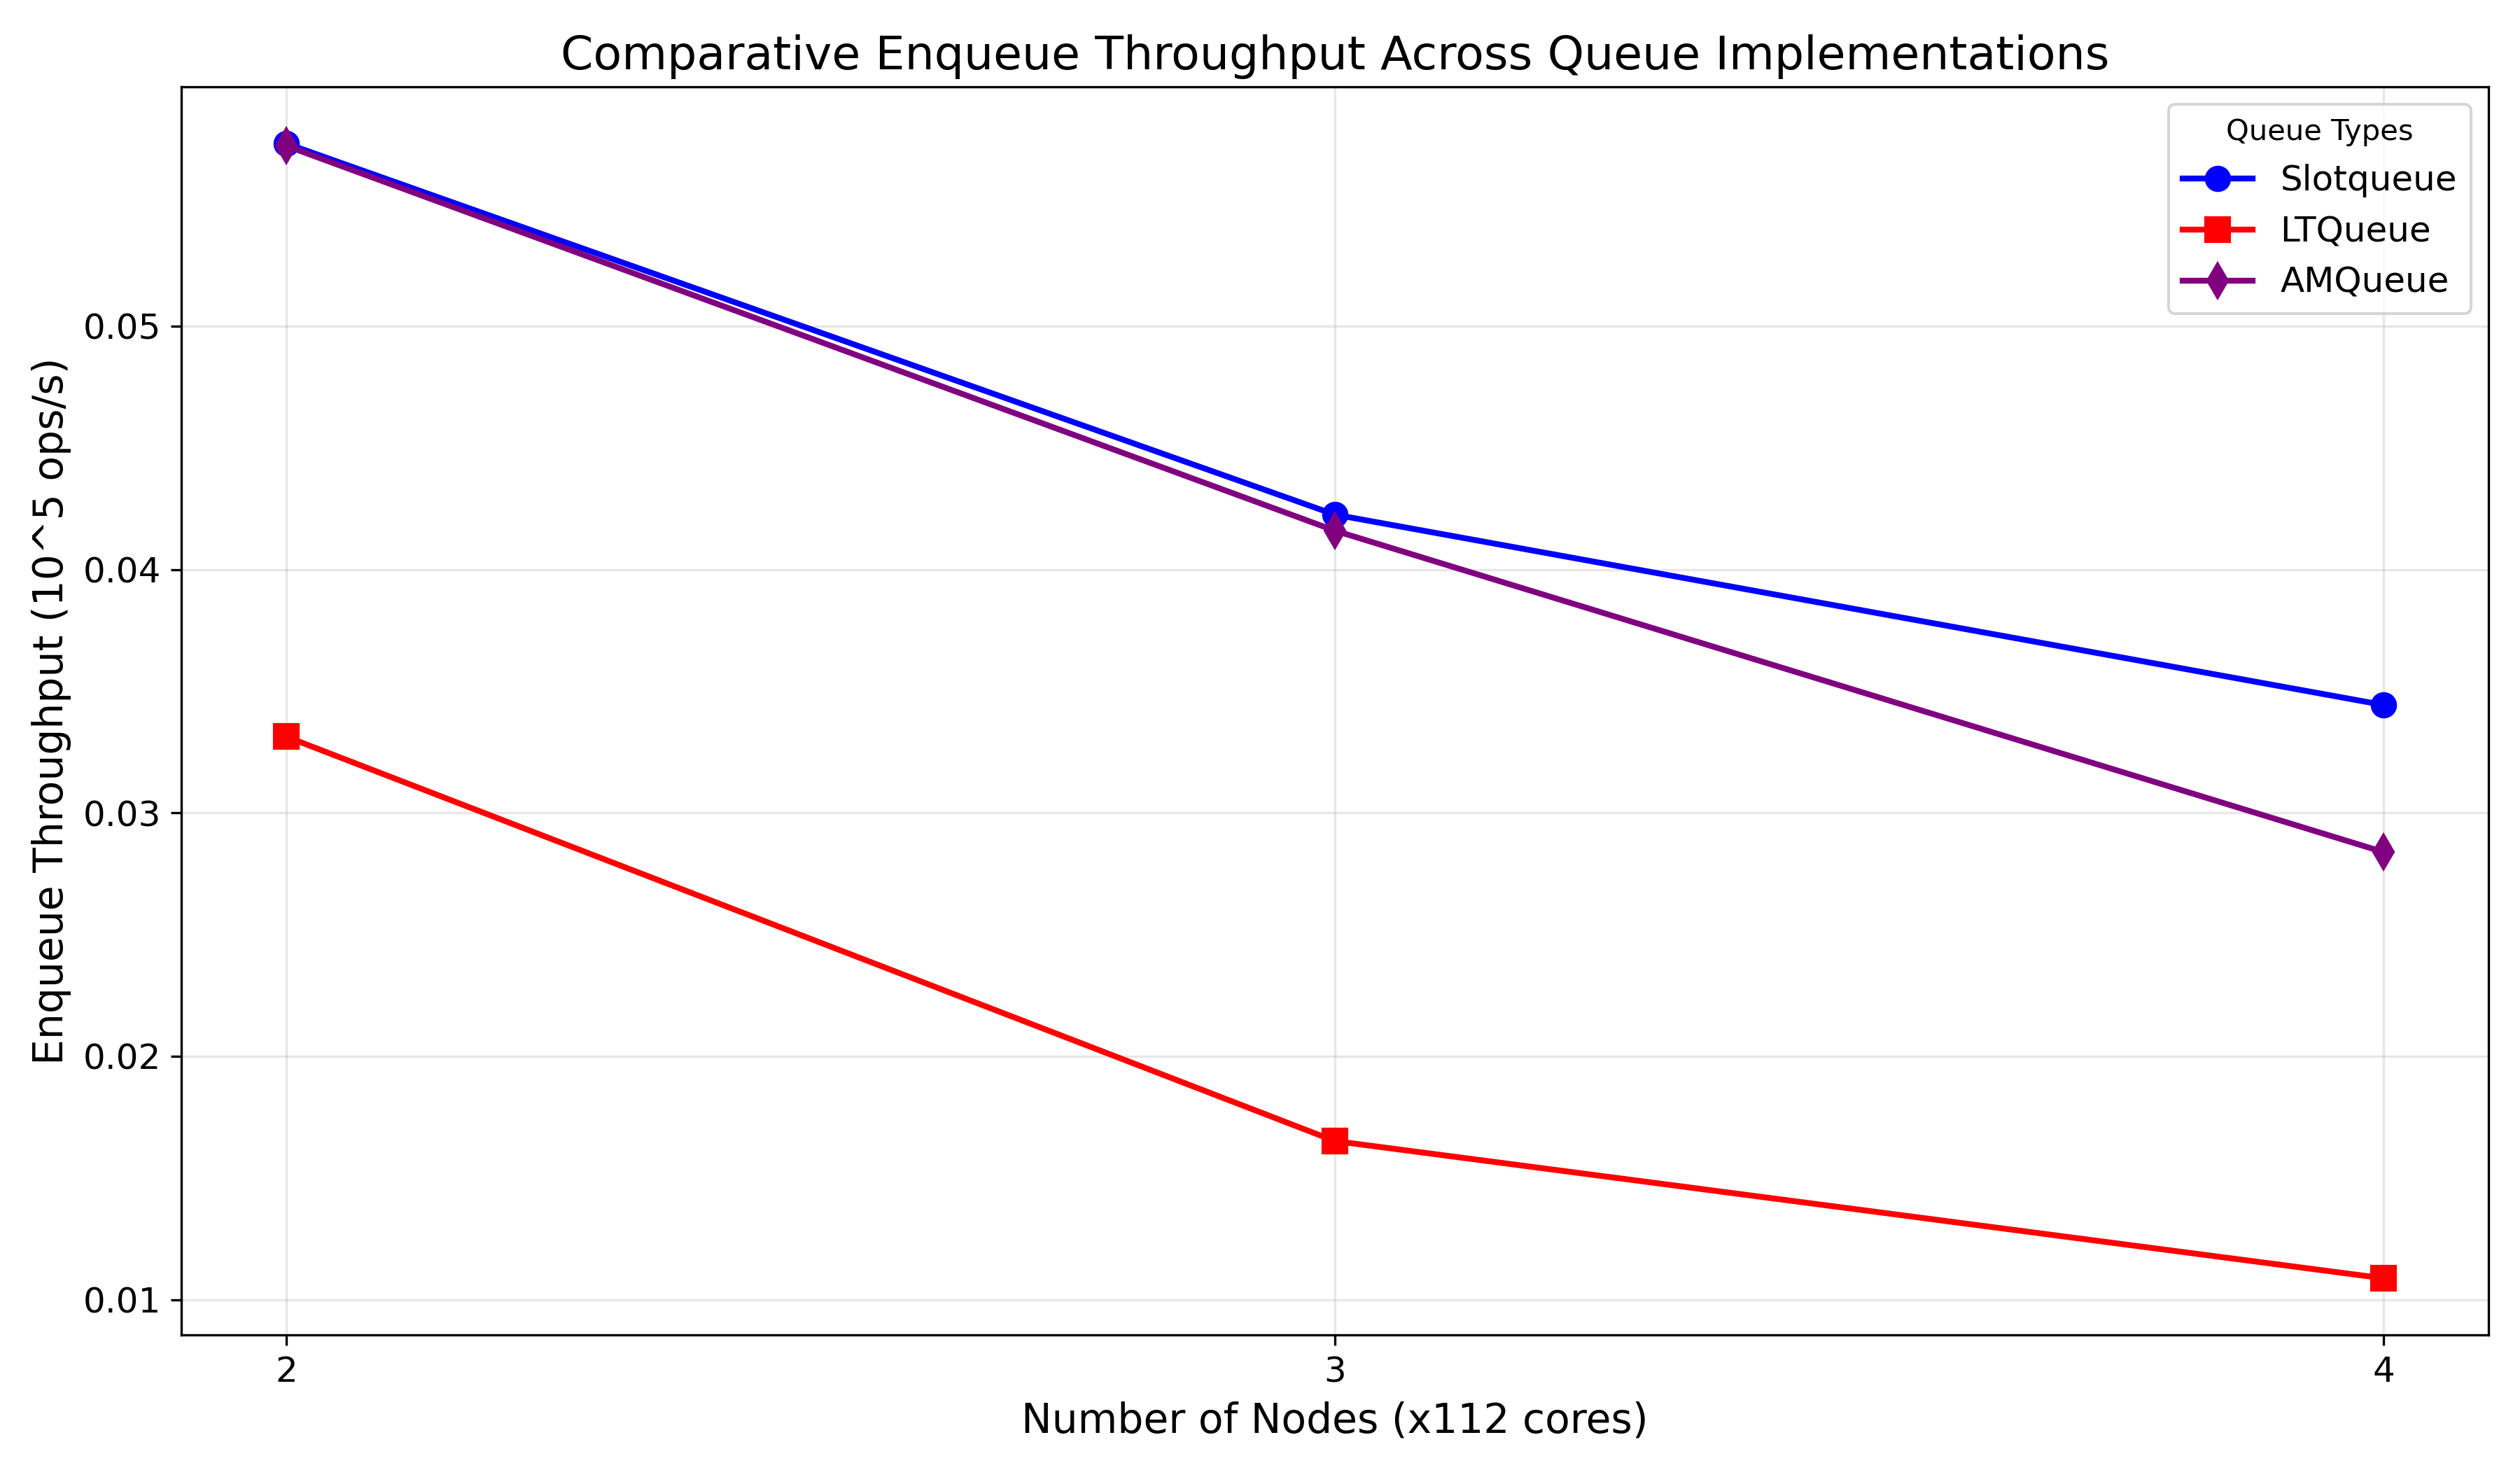 Comparative Enqueue Throughput Across Queue Implementations
Queue Types
Slotqueue
LTQueue
AMQueue
Enqueue Throughput (10^5 ops/s)
0.05
0.04
0.03
0.02
0.01
2
3
4
Number of Nodes (x112 cores)